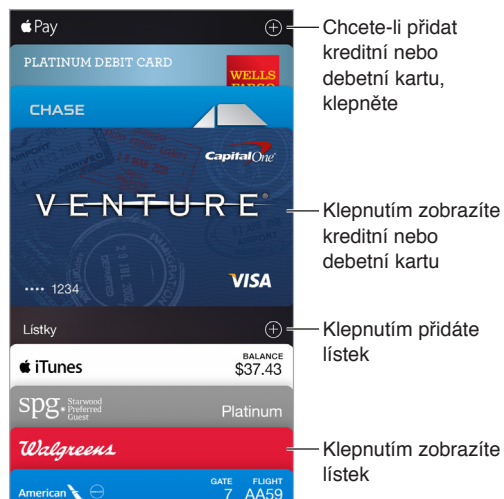 Pay
PLATINUM DEBIT CARD
WELLS
FARGO
CHASE
CapitalOne
VENTURE®
VISA
•••• 1234
Lístky
iTunes
BALANCE
$37.43
spg. Starwood
Preferred
Guest
Platinum
Walgreens
American
GATE
7
FLIGHT
AA59
Chcete-li přidat
kreditní nebo
debetní kartu,
klepněte
Klepnutím zobrazíte
kreditní nebo
debetní kartu
Klepnutím přidáte
lístek
Klepnutím zobrazíte
lístek